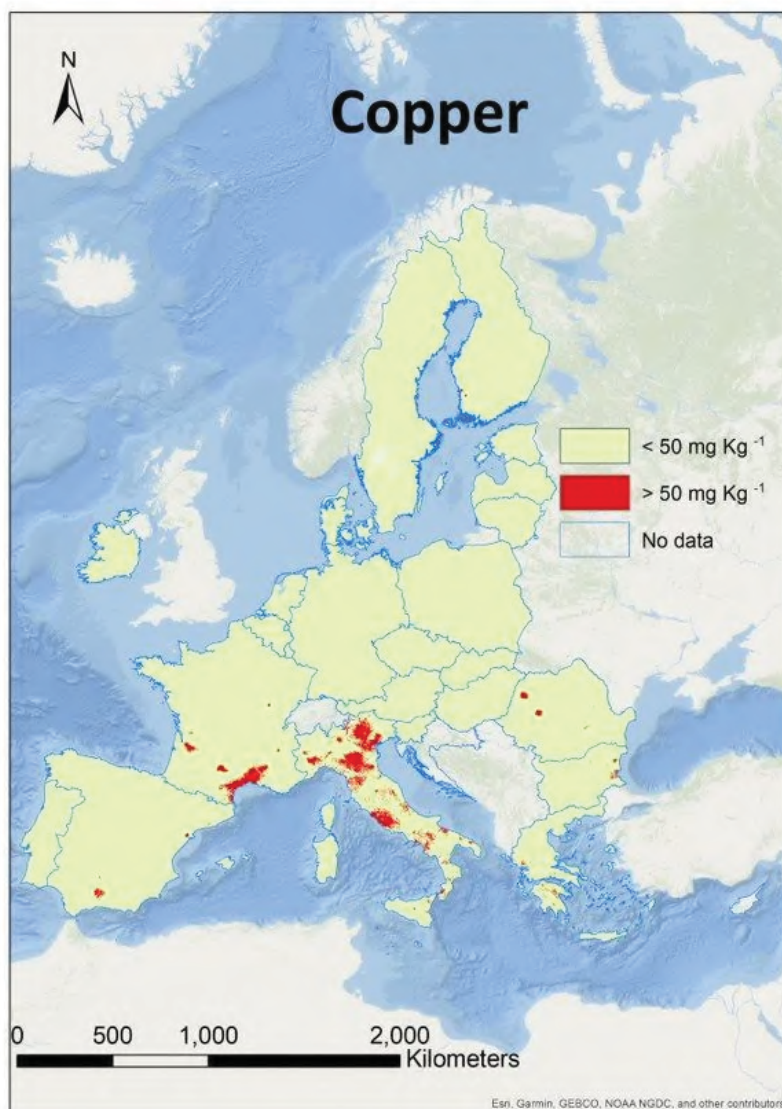 N
Copper
< 50 mg Kg -1
> 50 mg Kg -1
No data
0 500 1,000 2,000
Kilometers
Esri, Garmin, GEBCO, NOAA NGDC, and other contributors